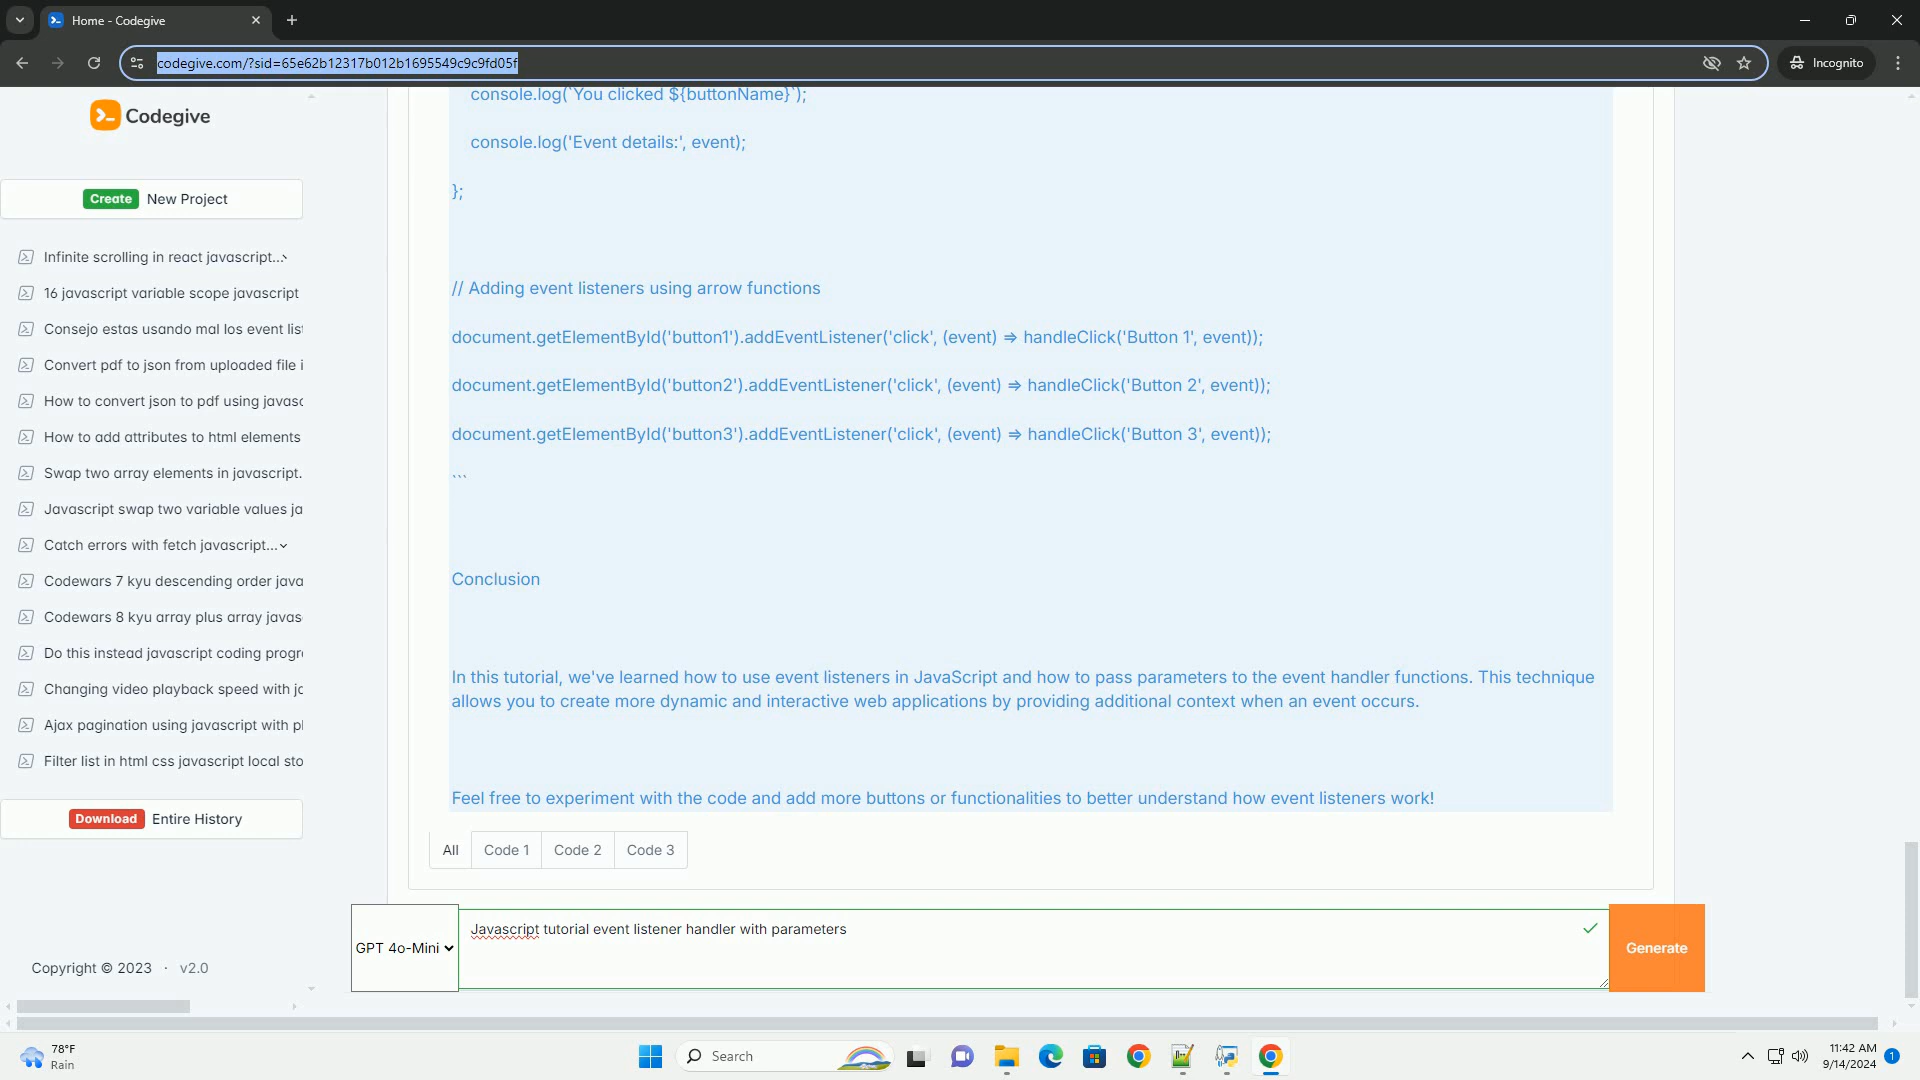 Home - Codegive
codegive.com/?sid=65e62b12317b012b1695549c9c9fd05f
Incognito
Codegive
Create New Project
Infinite scrolling in react javascript...
16 javascript variable scope javascript
Consejo estas usando mal los event list
Convert pdf to json from uploaded file i
How to convert json to pdf using javasc
How to add attributes to html elements
Swap two array elements in javascript.
Javascript swap two variable values ja
Catch errors with fetch javascript...
Codewars 7 kyu descending order java
Codewars 8 kyu array plus array javas
Do this instead javascript coding progr
Changing video playback speed with jc
Ajax pagination using javascript with pl
Filter list in html css javascript local sto
Download Entire History
Copyright © 2023 · v2.0
console.log(`You clicked ${buttonName}`);
console.log('Event details:', event);
};
// Adding event listeners using arrow functions
document.getElementById('button1').addEventListener('click', (event) => handleClick('Button 1', event));
document.getElementById('button2').addEventListener('click', (event) => handleClick('Button 2', event));
document.getElementById('button3').addEventListener('click', (event) => handleClick('Button 3', event));
```
Conclusion
In this tutorial, we've learned how to use event listeners in JavaScript and how to pass parameters to the event handler functions. This technique
allows you to create more dynamic and interactive web applications by providing additional context when an event occurs.
Feel free to experiment with the code and add more buttons or functionalities to better understand how event listeners work!
All Code 1 Code 2 Code 3
GPT 4o-Mini
Javascript tutorial event listener handler with parameters
Generate
78°F
Rain
Search
11:42 AM
9/14/2024
1